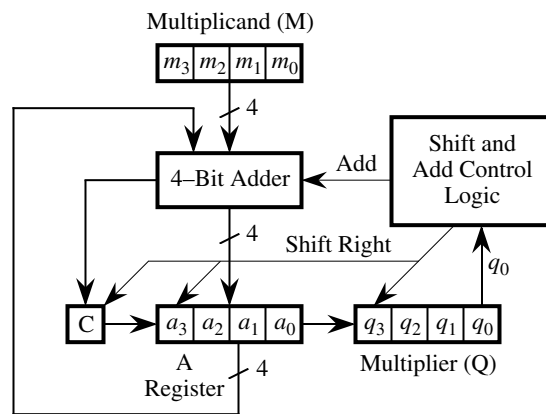 Multiplicand (M)
m3 m2 m1 m0
4
4–Bit Adder
Add
Shift and
Add Control
Logic
4
Shift Right
q0
C
a3 a2 a1 a0
q3 q2 q1 q0
A
Register
4
Multiplier (Q)